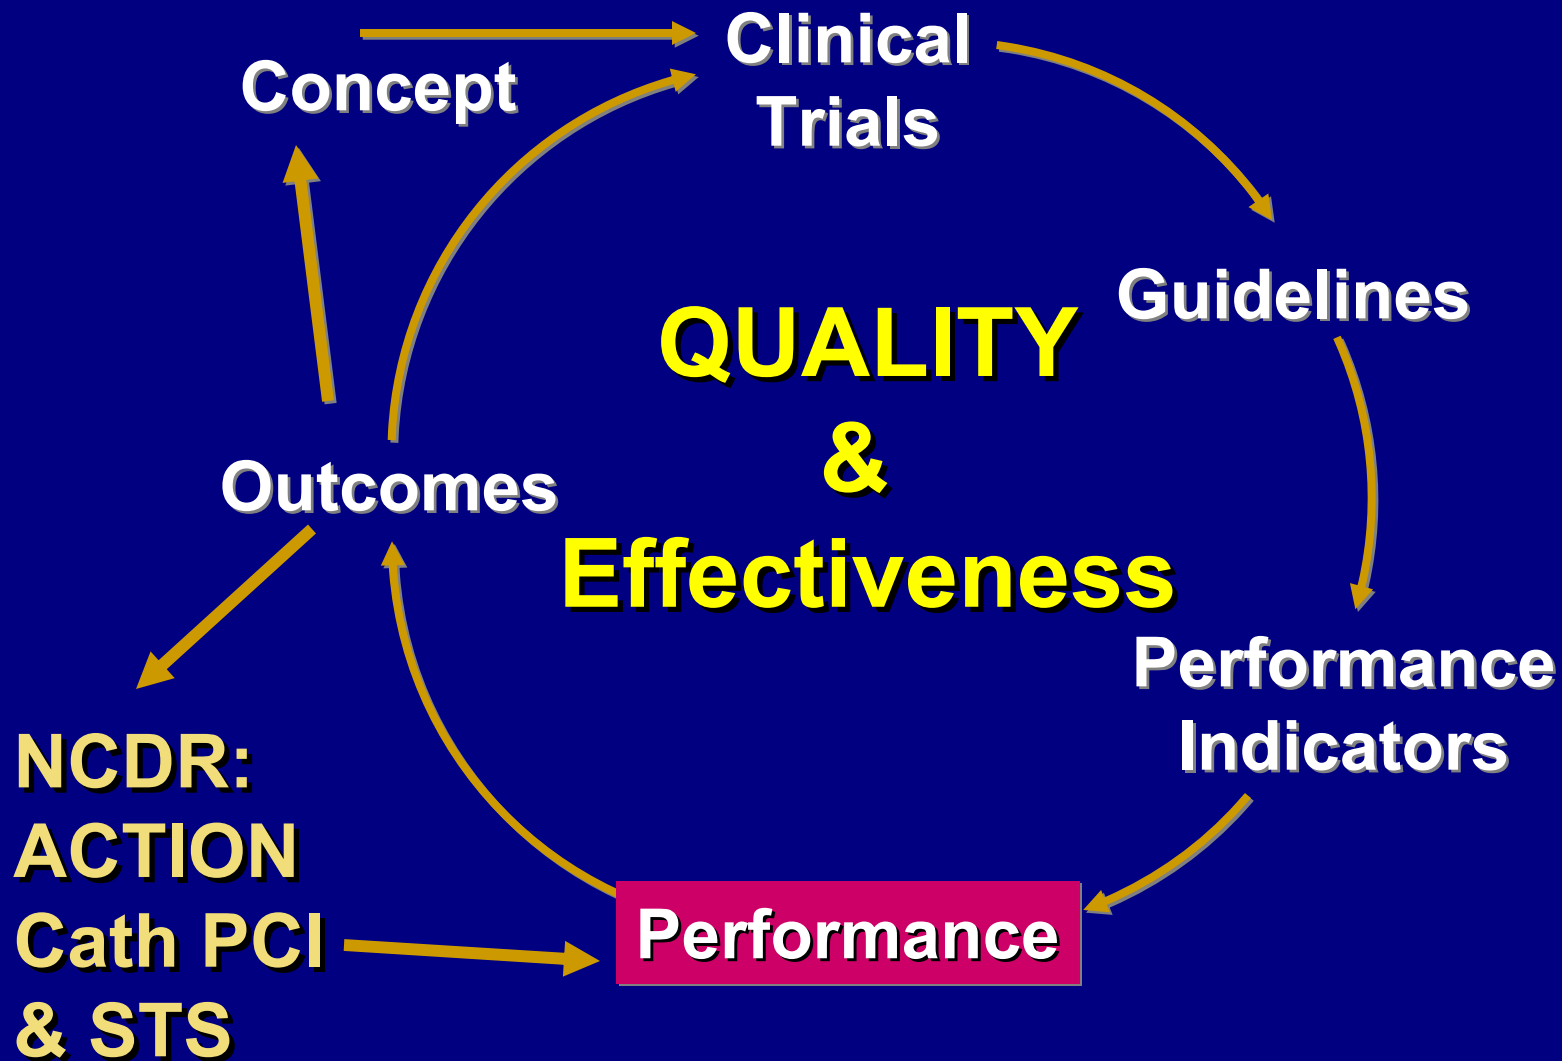 Concept
Clinical
Trials
Guidelines
QUALITY
&
Effectiveness
Outcomes
Performance
Indicators
NCDR:
ACTION
Cath PCI
& STS
Performance